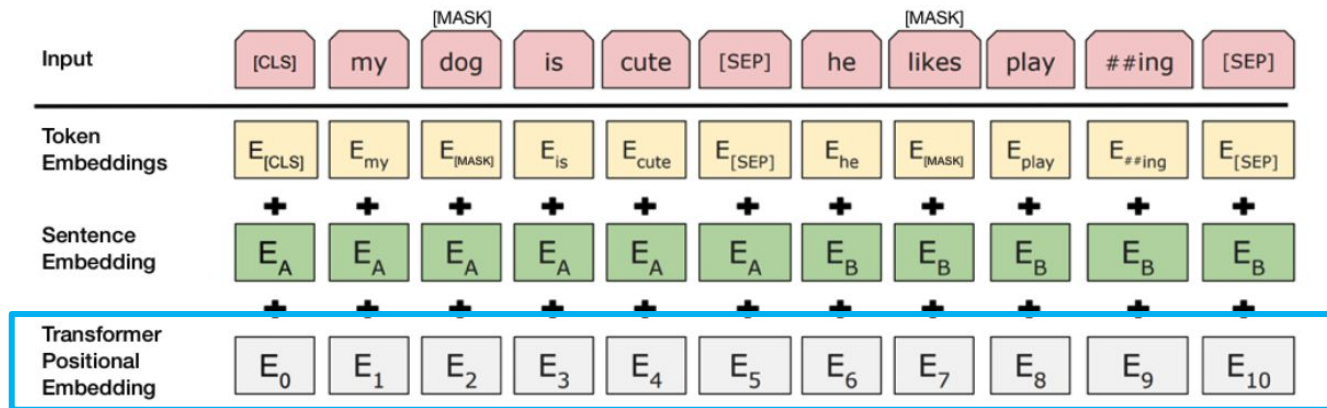 [MASK] [MASK]
Input [CLS] my dog is cute [SEP] he likes play ##ing [SEP]
Token
Embeddings E[CLS] Emy E[MASK] Eis Ecute E[SEP] Ehe E[MASK] Eplay E##ing E[SEP]
+ + + + + + + + + + +
Sentence
Embedding EA EA EA EA EA EA EB EB EB EB EB
+ + + + + + + + + + +
Transformer
Positional
Embedding E0 E1 E2 E3 E4 E5 E6 E7 E8 E9 E10